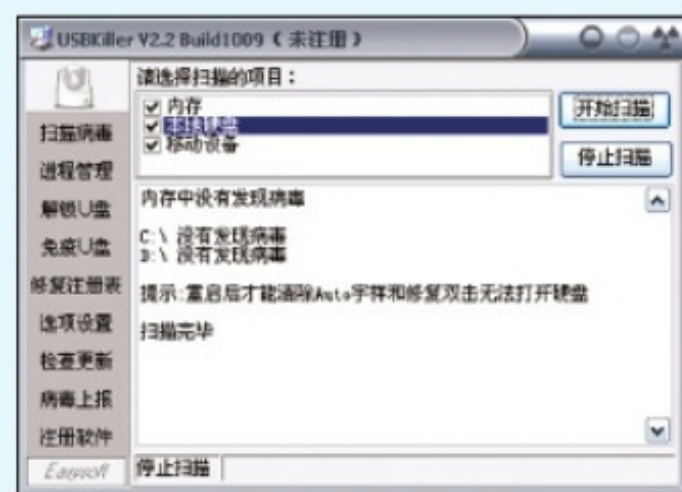 USBKiller V2.2 Build1009 ( 未注册 )
请选择扫描的项目：
内存
本地硬盘
移动设备
开始扫描
停止扫描
扫描病毒
进程管理
解锁U盘
免疫U盘
修复注册表
选项设置
检查更新
病毒上报
注册软件
Easysoft
内存中没有发现病毒
C:\ 没有发现病毒
D:\ 没有发现病毒
提示:重启后才能清除Auto字样和修复双击无法打开硬盘
扫描完毕
停止扫描